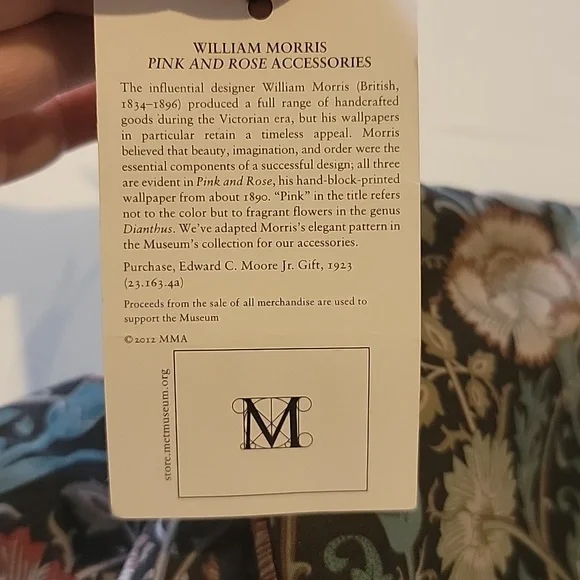 WILLIAM MORRIS
PINK AND ROSE ACCESSORIES
The influential designer William Morris (British,
1834–1896) produced a full range of handcrafted
goods during the Victorian era, but his wallpapers
in particular retain a timeless appeal. Morris
believed that beauty, imagination, and order were the
essential components of a successful design; all three
are evident in Pink and Rose, his hand-block-printed
wallpaper from about 1890. “Pink” in the title refers
not to the color but to fragrant flowers in the genus
Dianthus. We’ve adapted Morris’s elegant pattern in
the Museum’s collection for our accessories.
Purchase, Edward C. Moore Jr. Gift, 1923
(23.163.4a)
Proceeds from the sale of all merchandise are used to
support the Museum
©2012 MMA
store.metmuseum.org
M